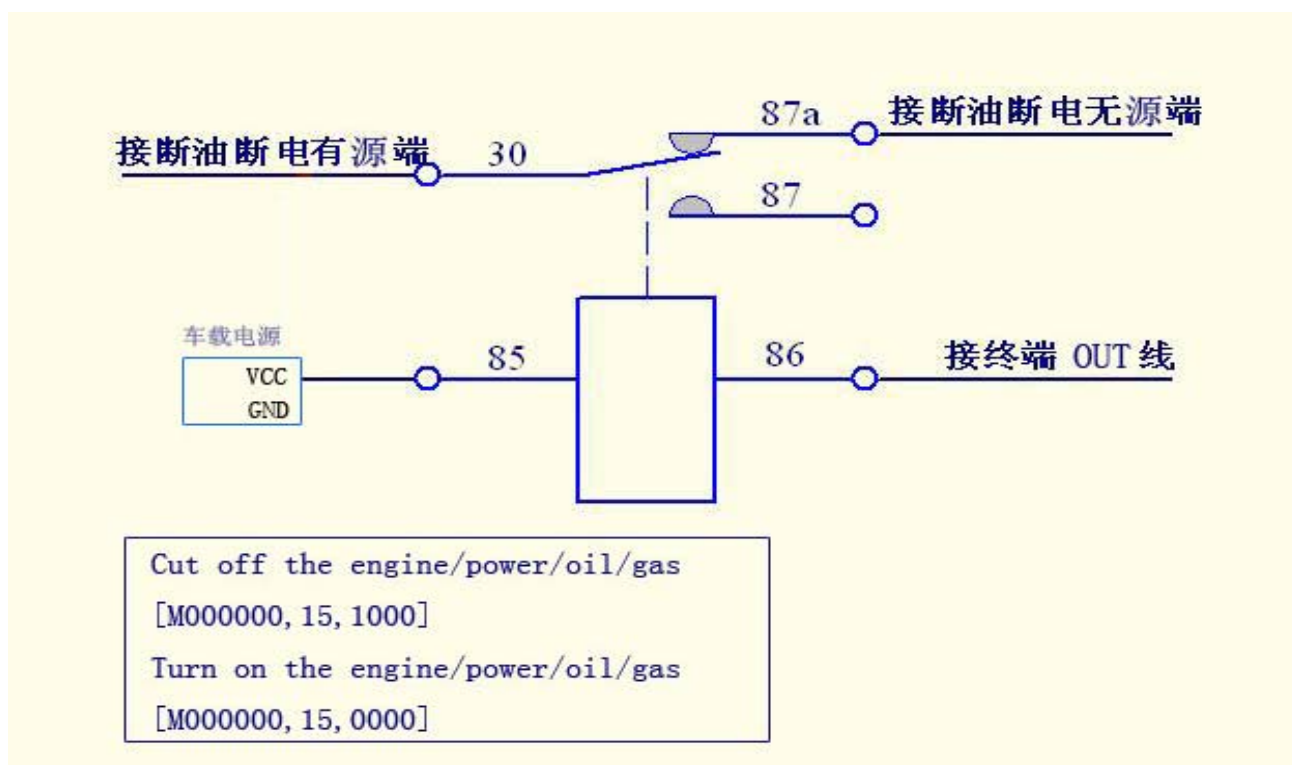 87a
接断油断电无源端
接断油断电有源端
30
87
车载电源
VCC
GND
85
86
接终端 OUT 线
Cut off the engine/power/oil/gas
[M000000,15,1000]
Turn on the engine/power/oil/gas
[M000000,15,0000]